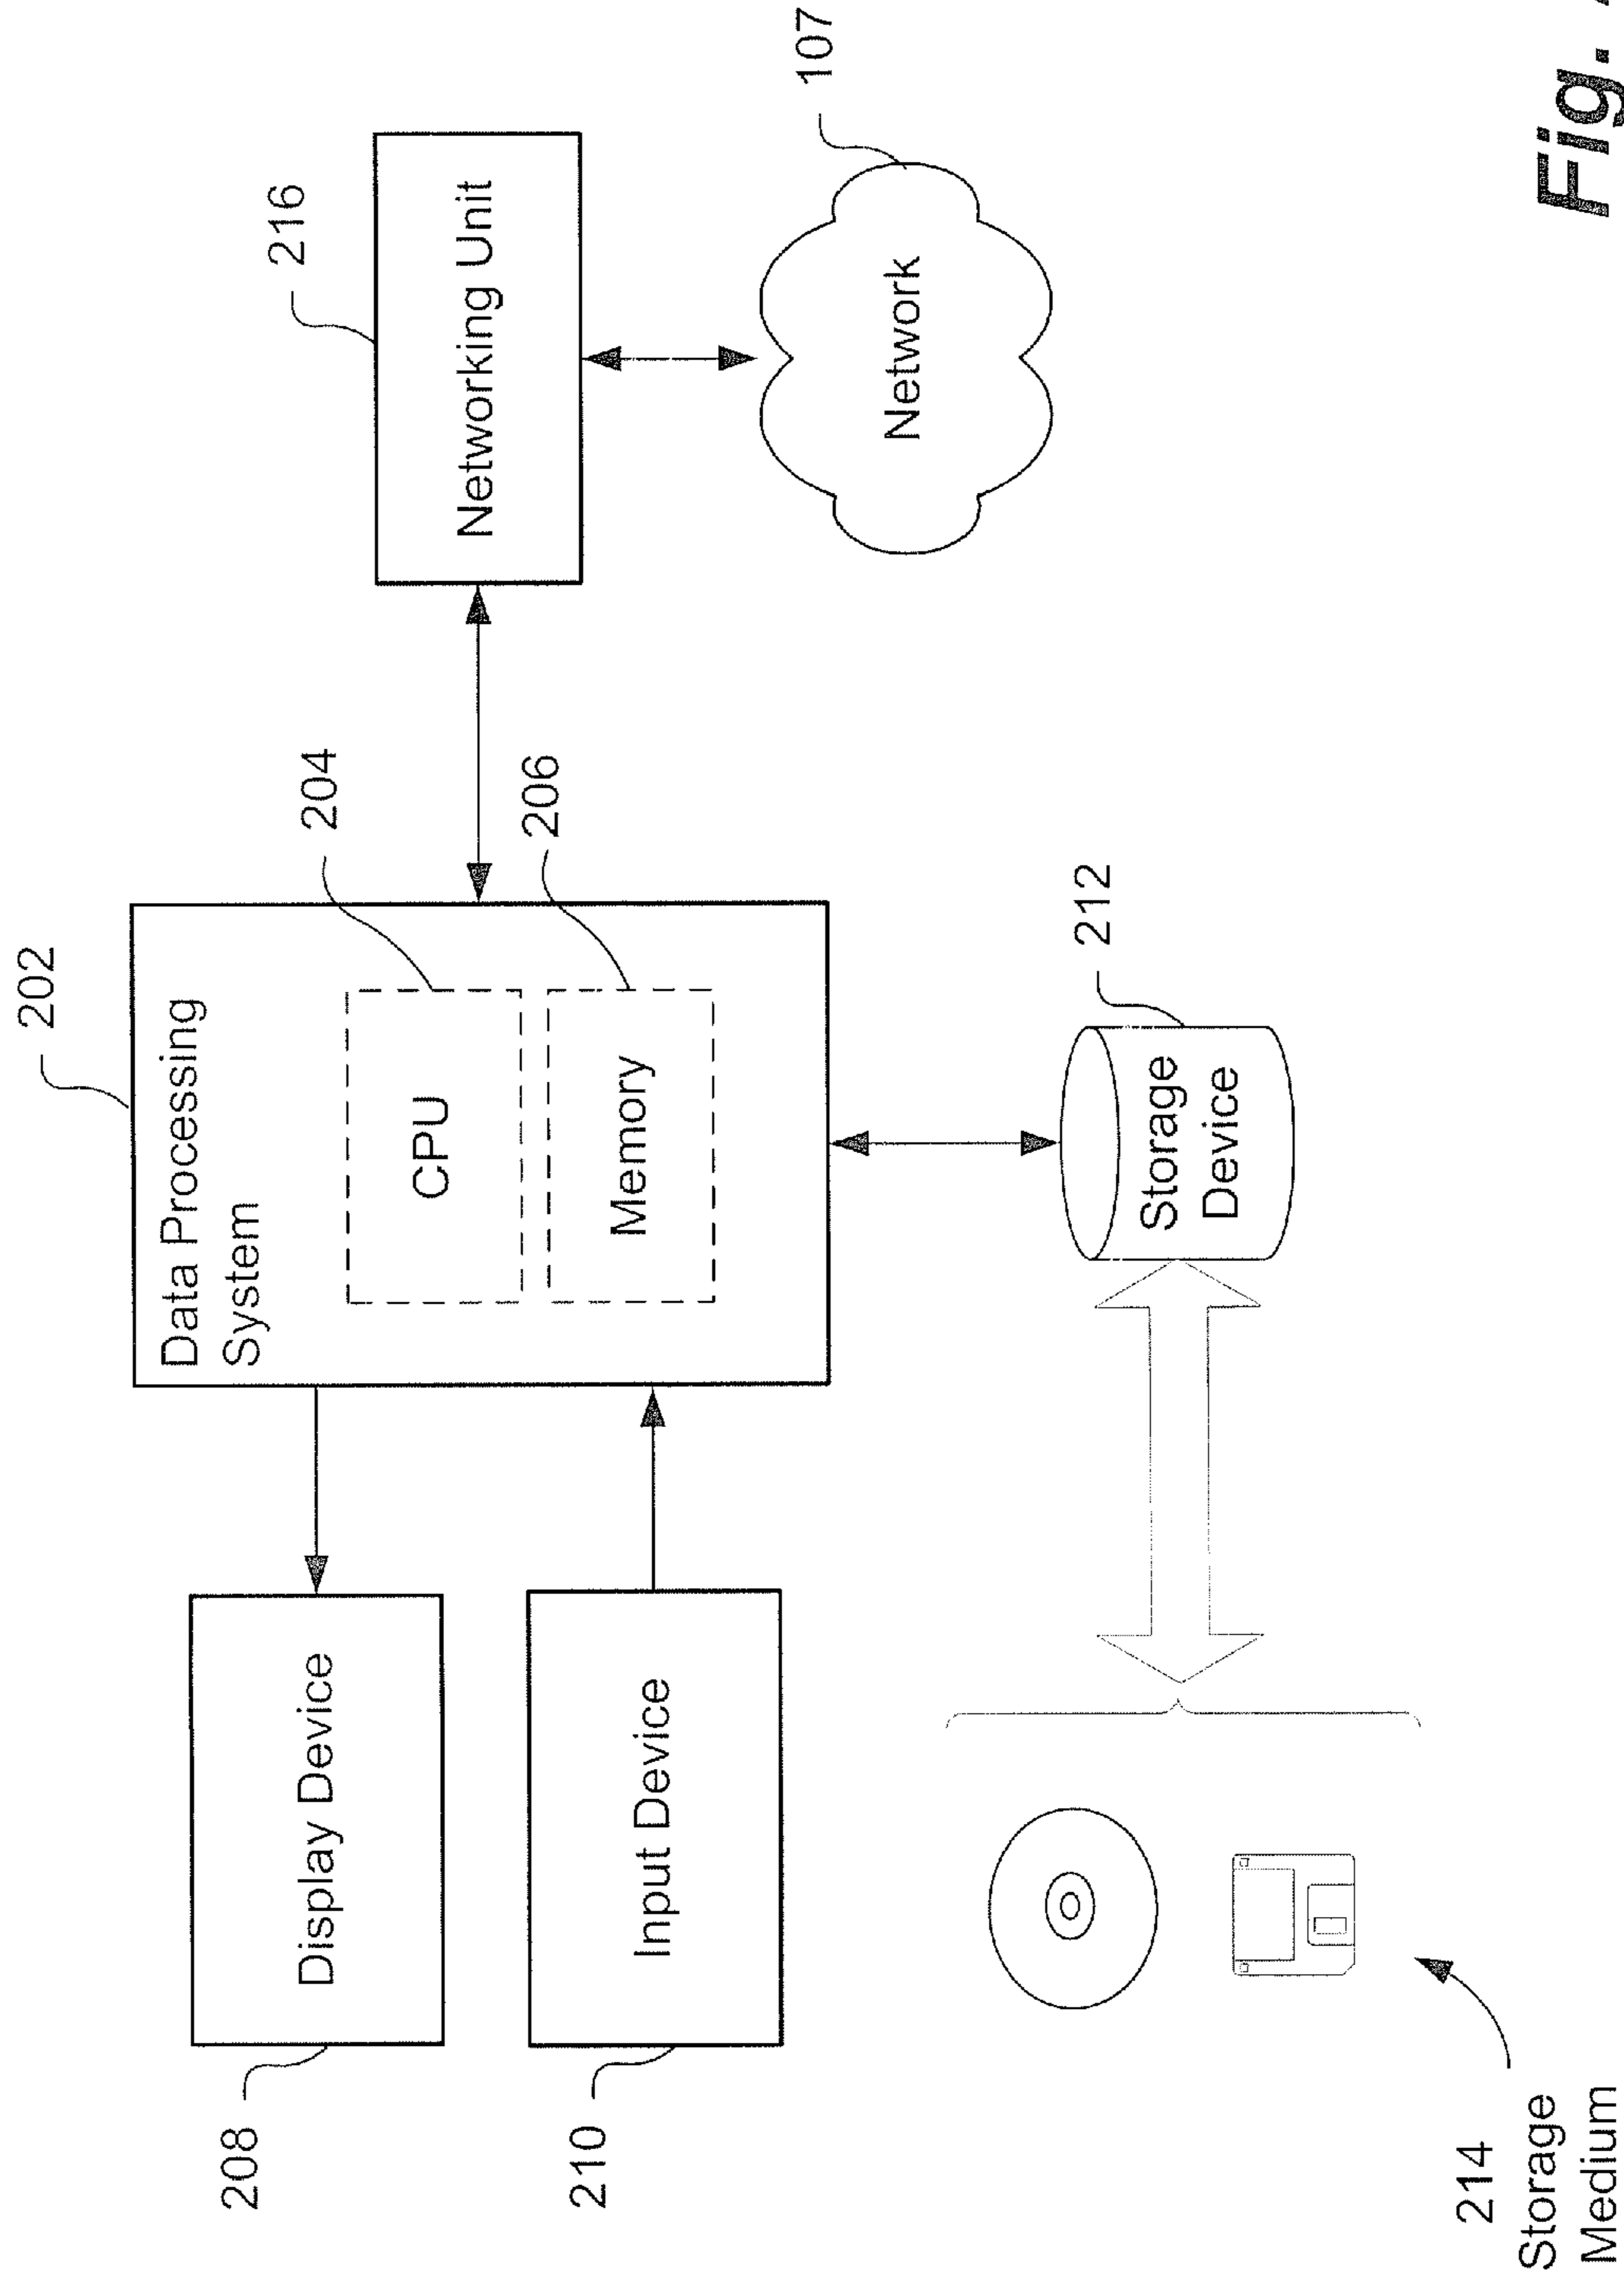 202
Data Processing
System
204
CPU
206
Memory
216
Networking Unit
107
Network
208
Display Device
210
Input Device
212
Storage
Device
214
Storage
Medium
Fig.